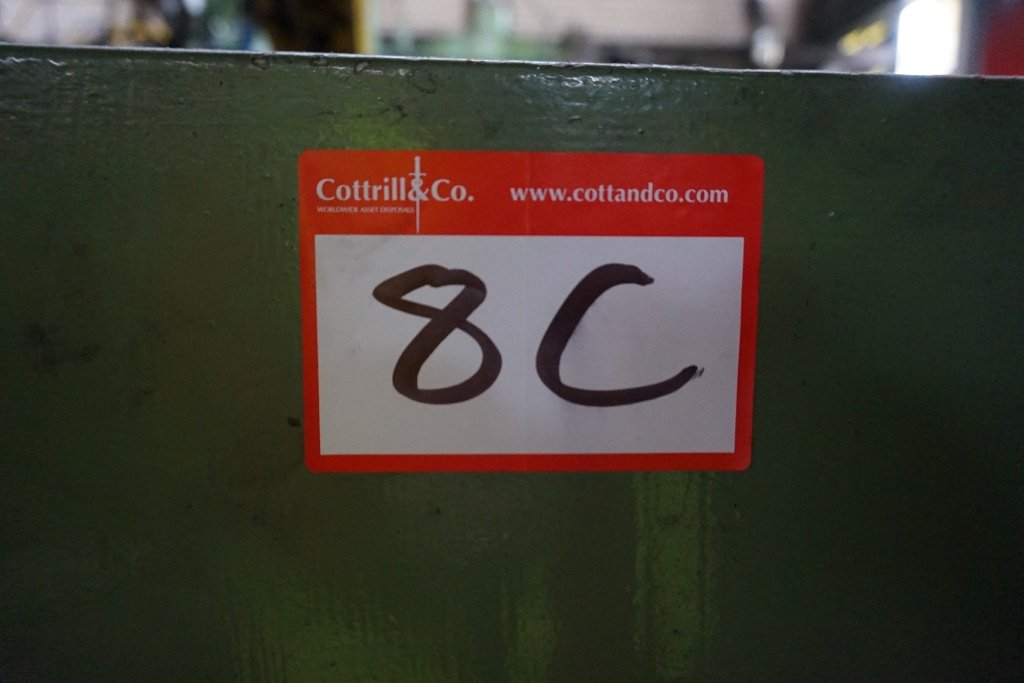 Cottrill&Co. www.cottandco.com
WORLDWIDE ASSET DISPOSALS
8C